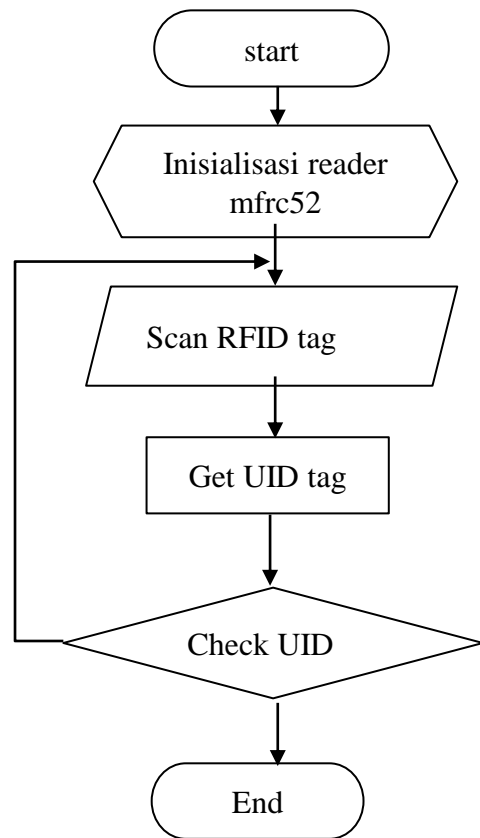 start
Inisialisasi reader
mfrc52
Scan RFID tag
Get UID tag
Check UID
End